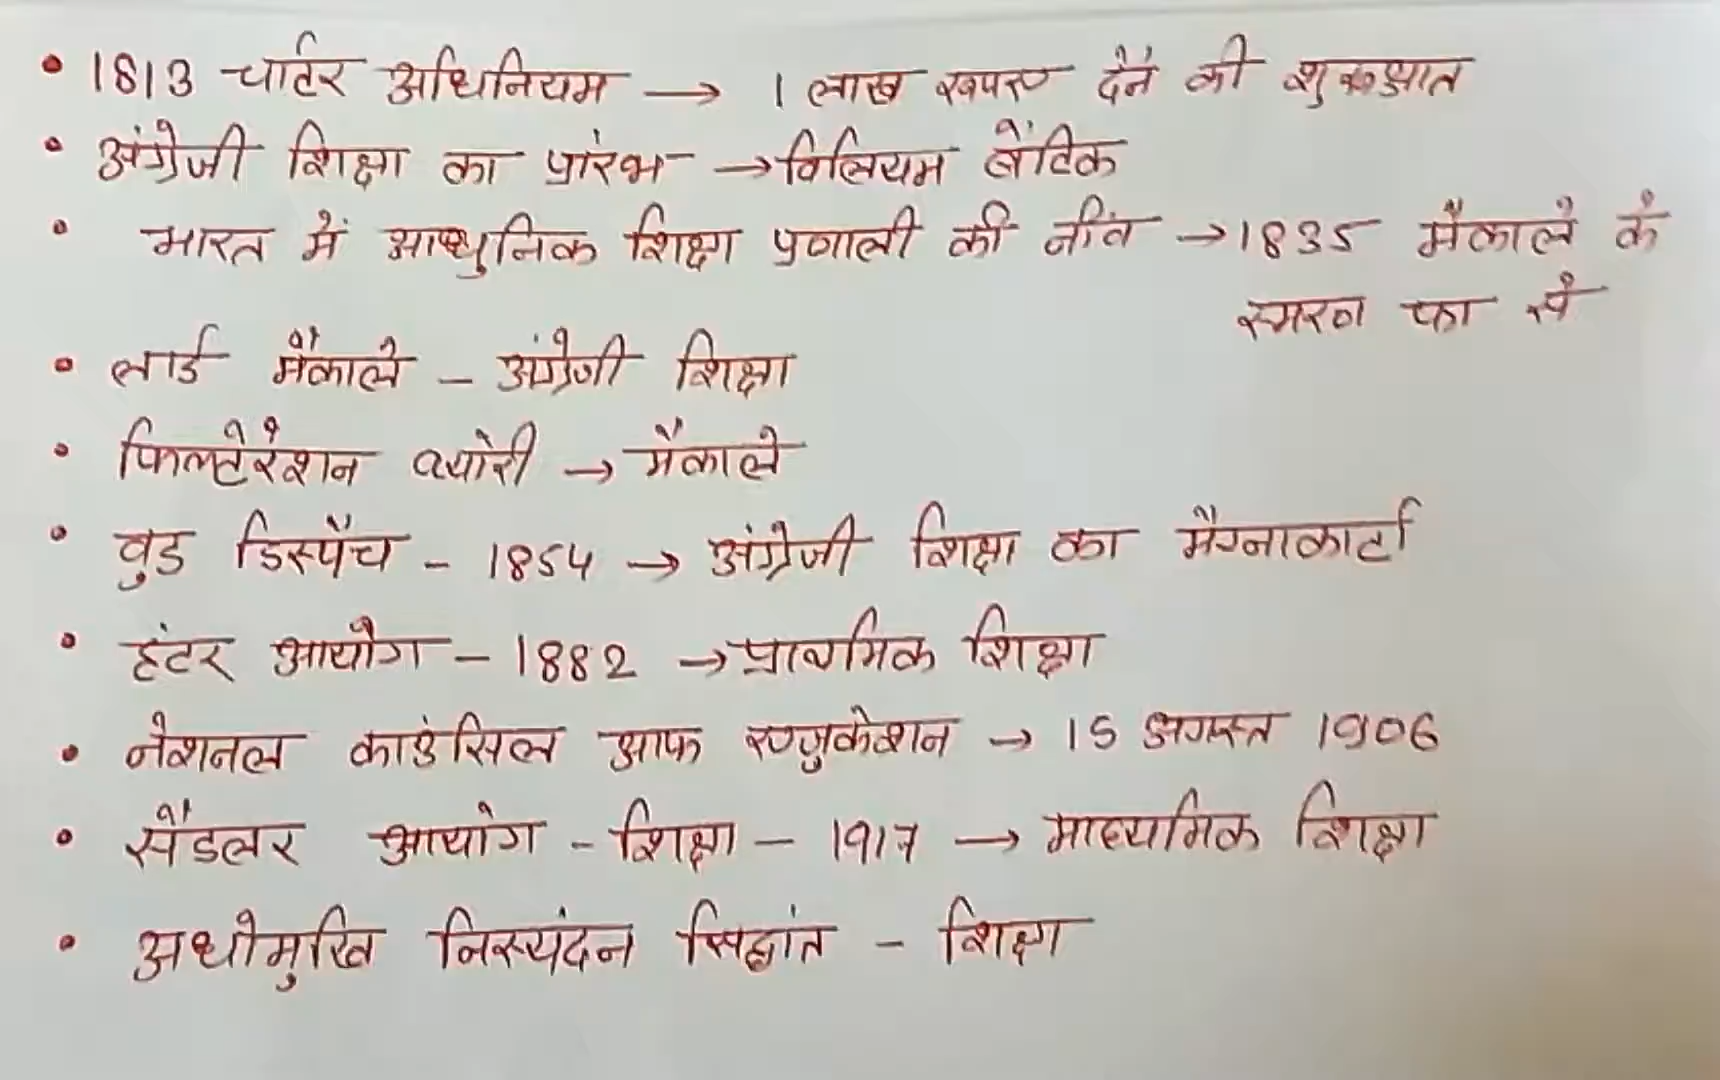 • 1813 चार्टर अधिनियम → 1 लाख रुपए देने की शुरुआत
• अंग्रेजी शिक्षा का प्रारंभ → विलियम बैंटिक
• भारत में आधुनिक शिक्षा प्रणाली की नींव → 1835 मैकाले के
स्मरण पत्र से
• लार्ड मैकाले – अंग्रेजी शिक्षा
• फिल्टेरेशन थ्योरी → मैकाले
• वुड डिस्पैच – 1854 → अंग्रेजी शिक्षा का मैग्नाकार्टा
• हंटर आयोग – 1882 → प्राथमिक शिक्षा
• नेशनल काउंसिल आफ एजुकेशन → 15 अगस्त 1906
• सैडलर आयोग – शिक्षा – 1917 → माध्यमिक शिक्षा
• अधोमुखि निस्यंदन सिद्धांत – शिक्षा